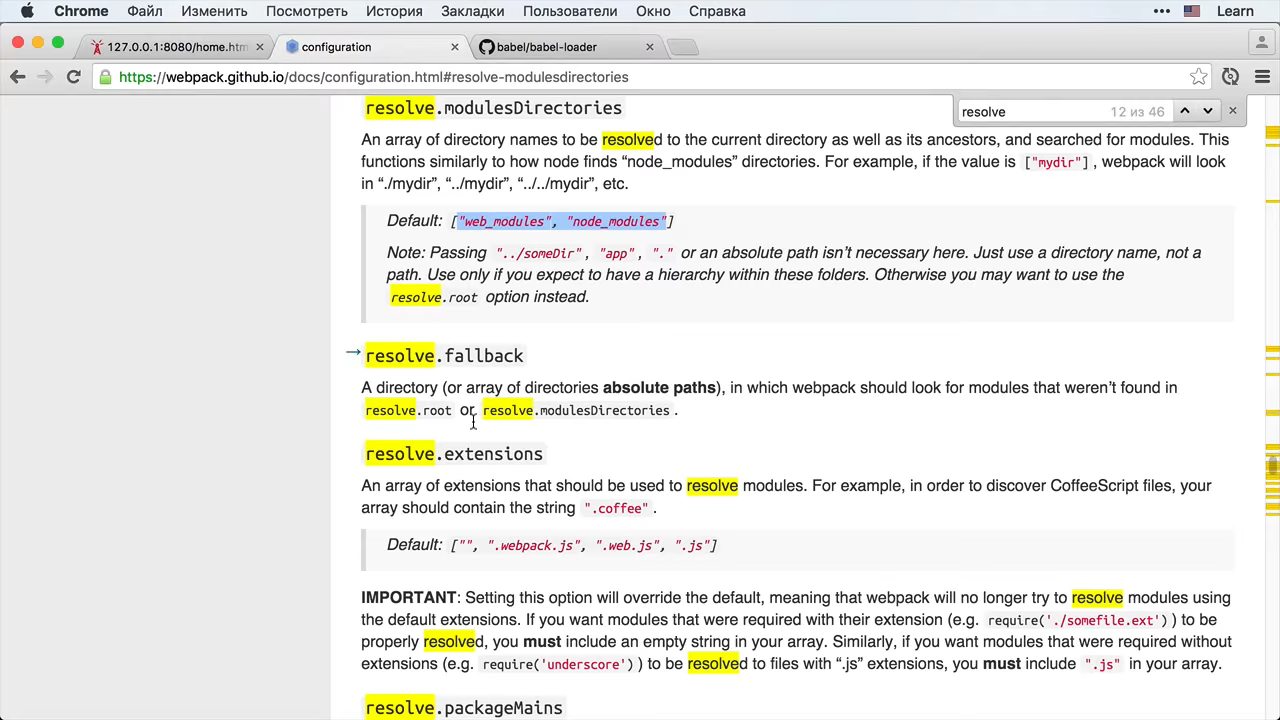 Chrome Файл Изменить Посмотреть История Закладки Пользователи Окно Справка ••• Learn
127.0.0.1:8080/home.htm × configuration × babel/babel-loader ×
https://webpack.github.io/docs/configuration.html#resolve-modulesdirectories
resolve 12 из 46
resolve.modulesDirectories
An array of directory names to be resolved to the current directory as well as its ancestors, and searched for modules. This
functions similarly to how node finds “node_modules” directories. For example, if the value is ["mydir"], webpack will look
in “./mydir”, “../mydir”, “../../mydir”, etc.
Default: ["web_modules", "node_modules"]
Note: Passing "../someDir", "app", "." or an absolute path isn’t necessary here. Just use a directory name, not a
path. Use only if you expect to have a hierarchy within these folders. Otherwise you may want to use the
resolve.root option instead.
→ resolve.fallback
A directory (or array of directories absolute paths), in which webpack should look for modules that weren’t found in
resolve.root or resolve.modulesDirectories.
resolve.extensions
An array of extensions that should be used to resolve modules. For example, in order to discover CoffeeScript files, your
array should contain the string ".coffee".
Default: ["", ".webpack.js", ".web.js", ".js"]
IMPORTANT: Setting this option will override the default, meaning that webpack will no longer try to resolve modules using
the default extensions. If you want modules that were required with their extension (e.g. require('./somefile.ext')) to be
properly resolved, you must include an empty string in your array. Similarly, if you want modules that were required without
extensions (e.g. require('underscore')) to be resolved to files with “.js” extensions, you must include ".js" in your array.
resolve.packageMains